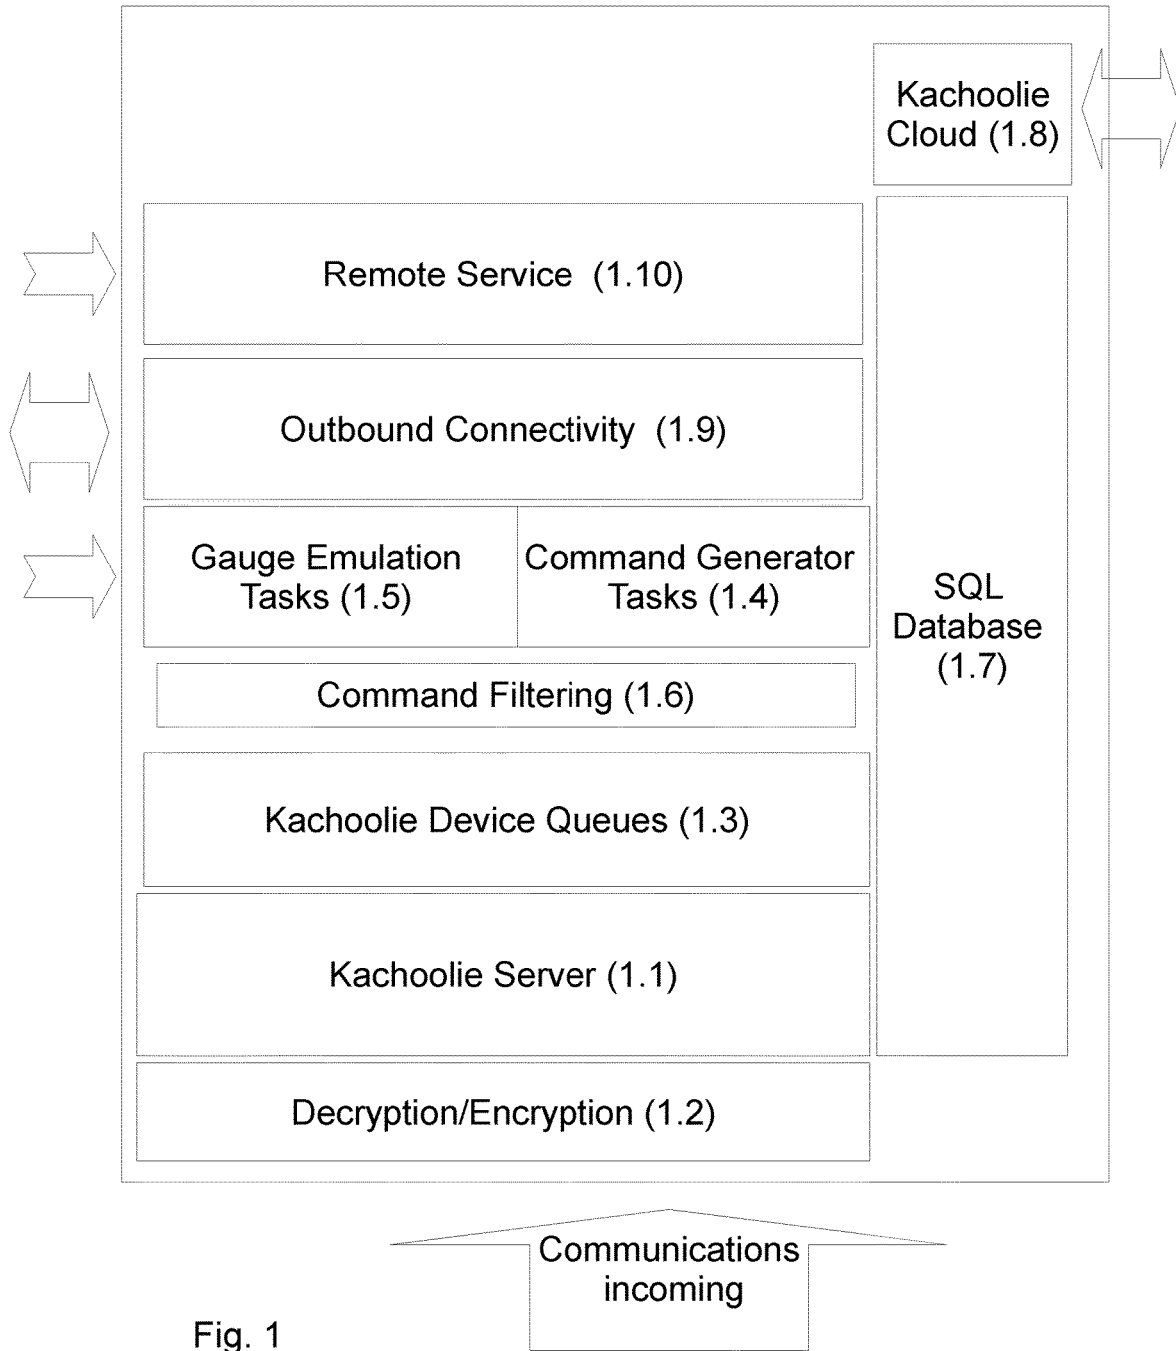 Kachoolie
Cloud (1.8)
Remote Service  (1.10)
Outbound Connectivity  (1.9)
Gauge Emulation
Tasks (1.5)
Command Generator
Tasks (1.4)
SQL
Database
(1.7)
Command Filtering (1.6)
Kachoolie Device Queues (1.3)
Kachoolie Server (1.1)
Decryption/Encryption (1.2)
Communications
incoming
Fig. 1